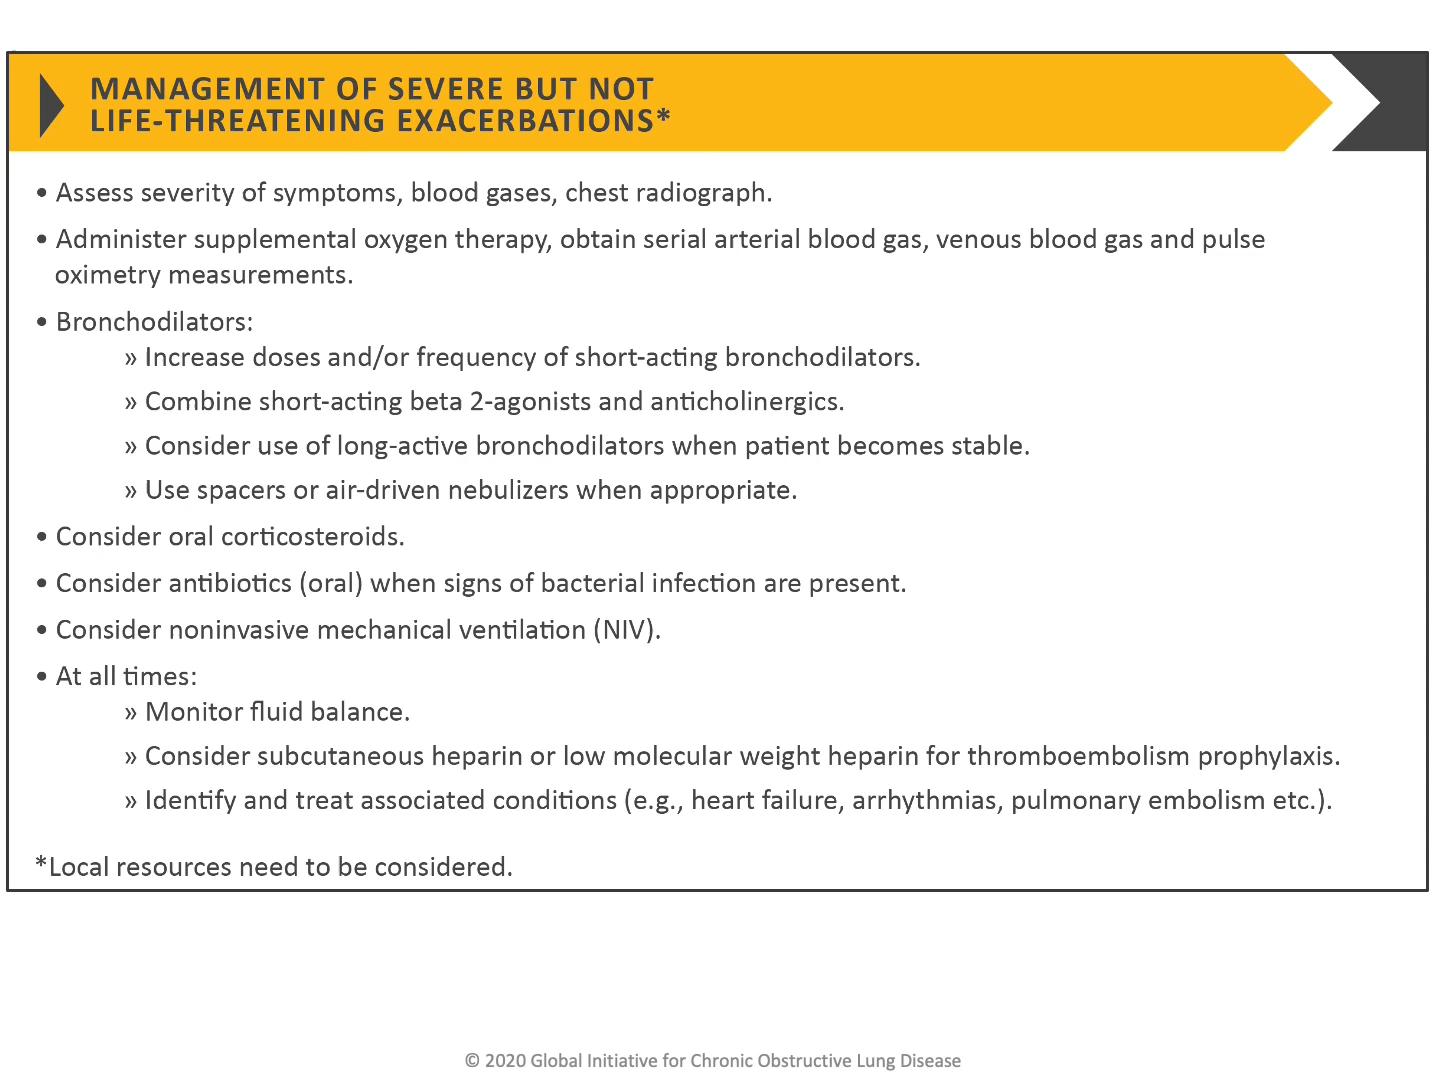 MANAGEMENT OF SEVERE BUT NOT
LIFE-THREATENING EXACERBATIONS*
• Assess severity of symptoms, blood gases, chest radiograph.
• Administer supplemental oxygen therapy, obtain serial arterial blood gas, venous blood gas and pulse
oximetry measurements.
• Bronchodilators:
» Increase doses and/or frequency of short-acting bronchodilators.
» Combine short-acting beta 2-agonists and anticholinergics.
» Consider use of long-active bronchodilators when patient becomes stable.
» Use spacers or air-driven nebulizers when appropriate.
• Consider oral corticosteroids.
• Consider antibiotics (oral) when signs of bacterial infection are present.
• Consider noninvasive mechanical ventilation (NIV).
• At all times:
» Monitor fluid balance.
» Consider subcutaneous heparin or low molecular weight heparin for thromboembolism prophylaxis.
» Identify and treat associated conditions (e.g., heart failure, arrhythmias, pulmonary embolism etc.).
*Local resources need to be considered.
© 2020 Global Initiative for Chronic Obstructive Lung Disease